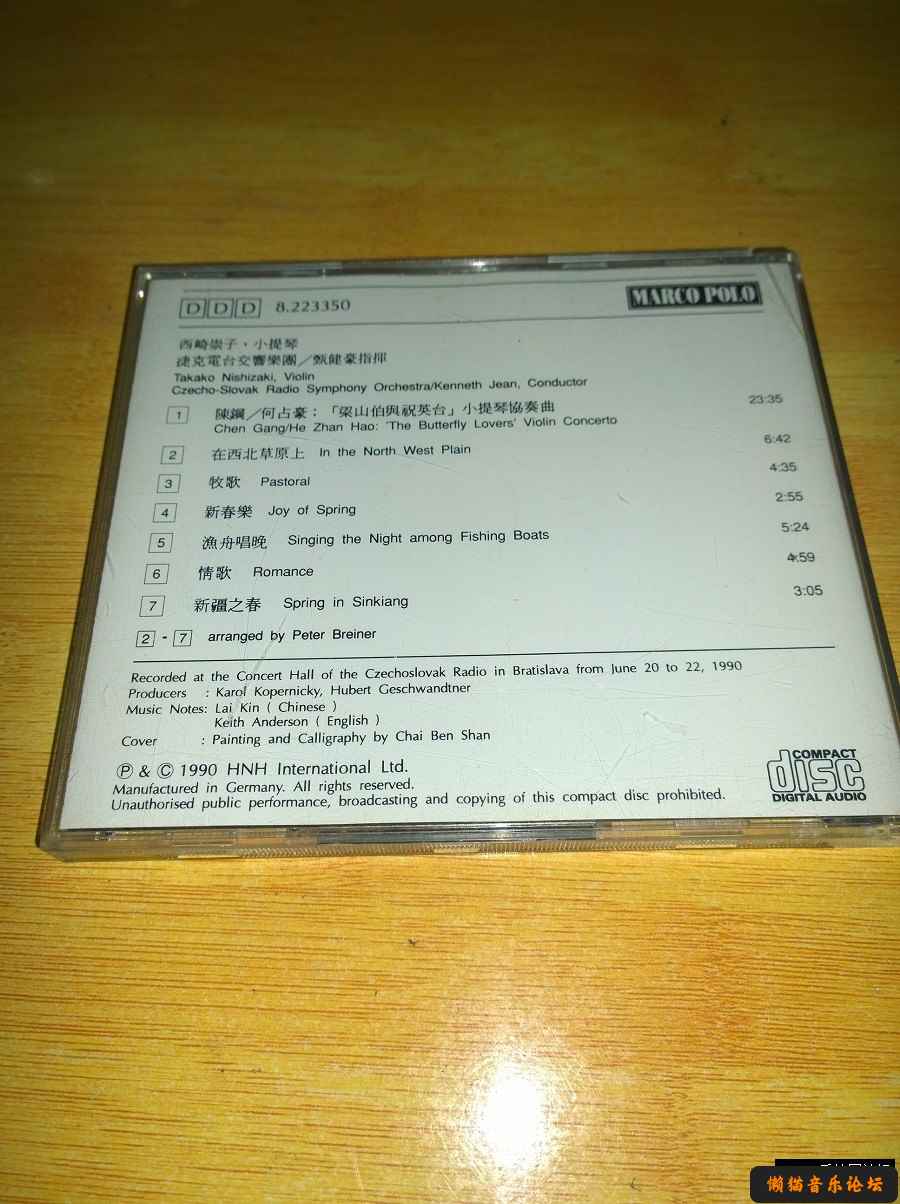 DDD 8.223350 MARCO POLO
西崎崇子、小提琴
捷克電台交響樂團／甄健豪指揮
Takako Nishizaki, Violin
Czecho-Slovak Radio Symphony Orchestra/Kenneth Jean, Conductor
1 陳鋼／何占豪：「梁山伯與祝英台」小提琴協奏曲 23:35
Chen Gang/He Zhan Hao: 'The Butterfly Lovers' Violin Concerto
2 在西北草原上 In the North West Plain 6:42
3 牧歌 Pastoral 4:35
4 新春樂 Joy of Spring 2:55
5 漁舟唱晚 Singing the Night among Fishing Boats 5:24
6 情歌 Romance 4:59
7 新疆之春 Spring in Sinkiang 3:05
2 - 7 arranged by Peter Breiner
Recorded at the Concert Hall of the Czechoslovak Radio in Bratislava from June 20 to 22, 1990
Producers : Karol Kopernicky, Hubert Geschwandtner
Music Notes: Lai Kin ( Chinese )
Keith Anderson ( English )
Cover : Painting and Calligraphy by Chai Ben Shan
Ⓟ & © 1990 HNH International Ltd.
Manufactured in Germany. All rights reserved.
Unauthorised public performance, broadcasting and copying of this compact disc prohibited.
COMPACT
disc
DIGITAL AUDIO
懒猫音乐论坛